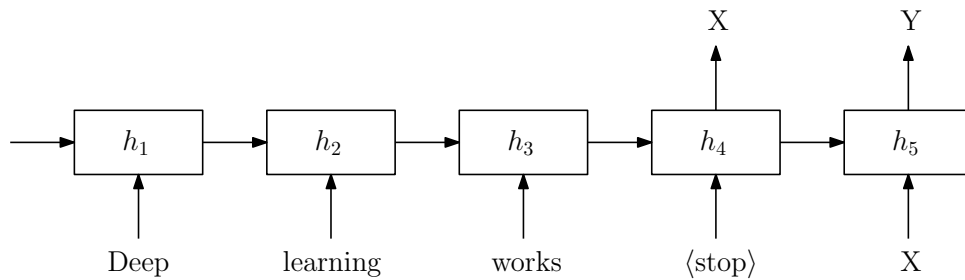 X Y
h₁ h₂ h₃ h₄ h₅
Deep learning works ⟨stop⟩ X